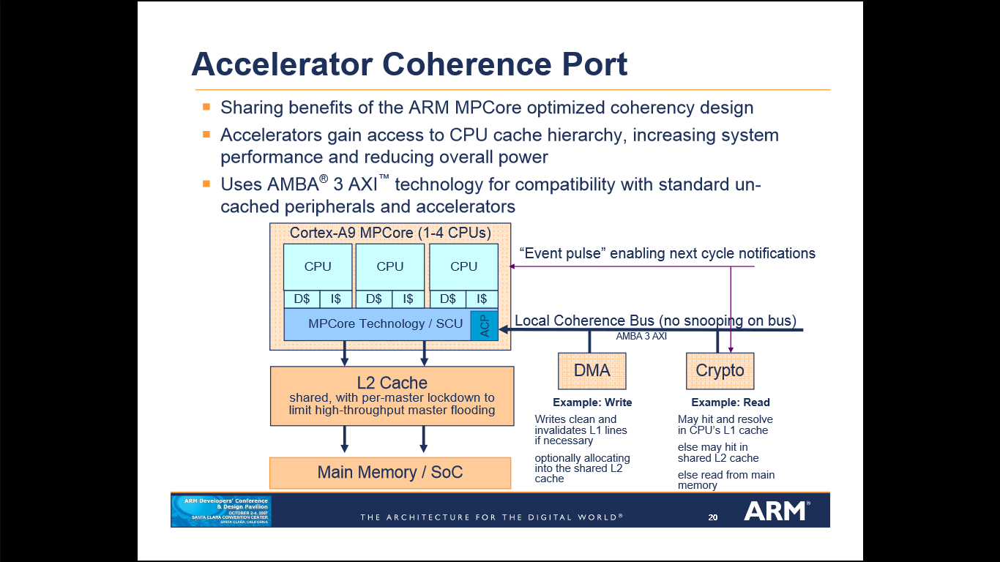 Accelerator Coherence Port
Sharing benefits of the ARM MPCore optimized coherency design
Accelerators gain access to CPU cache hierarchy, increasing system
performance and reducing overall power
Uses AMBA® 3 AXI™ technology for compatibility with standard un-
cached peripherals and accelerators
Cortex-A9 MPCore (1-4 CPUs)
CPU CPU CPU
D$ I$ D$ I$ D$ I$
MPCore Technology / SCU
ACP
“Event pulse” enabling next cycle notifications
Local Coherence Bus (no snooping on bus)
AMBA 3 AXI
DMA
Crypto
L2 Cache
shared, with per-master lockdown to
limit high-throughput master flooding
Main Memory / SoC
Example: Write
Writes clean and
invalidates L1 lines
if necessary
optionally allocating
into the shared L2
cache
Example: Read
May hit and resolve
in CPU’s L1 cache
else may hit in
shared L2 cache
else read from main
memory
ARM Developers’ Conference
& Design Pavilion
OCTOBER 2-4, 2007
SANTA CLARA CONVENTION CENTER
SANTA CLARA, CALIFORNIA
THE ARCHITECTURE FOR THE DIGITAL WORLD®
20
ARM®